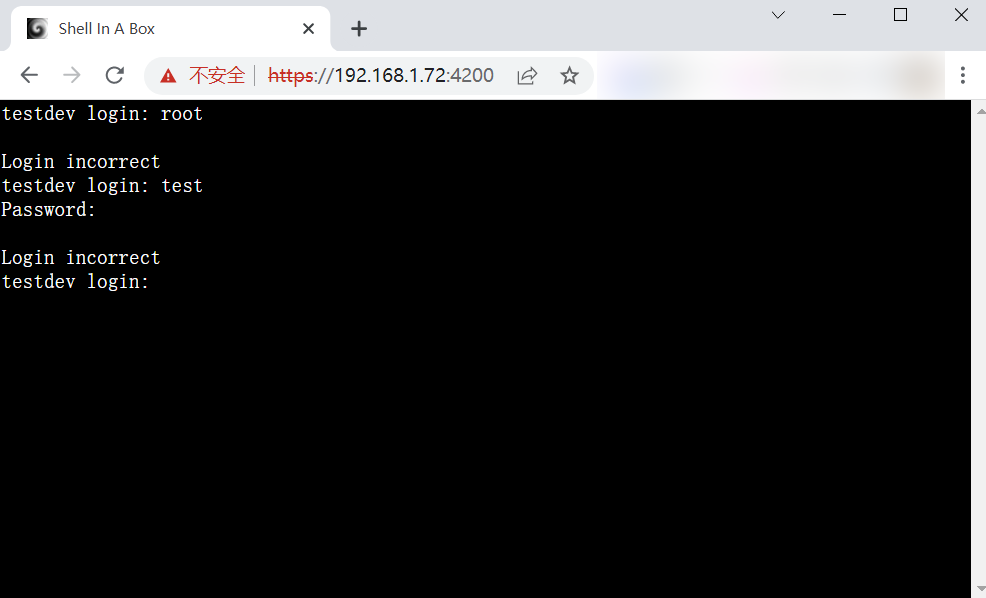 Shell In A Box
不安全 https://192.168.1.72:4200
testdev login: root
Login incorrect
testdev login: test
Password:
Login incorrect
testdev login: